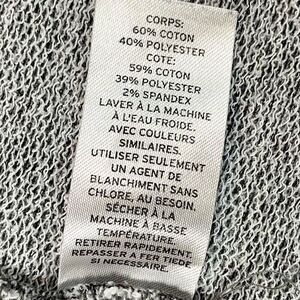 CORPS:
60% COTON
40% POLYESTER
COTE:
59% COTON
39% POLYESTER
2% SPANDEX
LAVER À LA MACHINE
À L'EAU FROIDE.
AVEC COULEURS
SIMILAIRES.
UTILISER SEULEMENT
UN AGENT DE
BLANCHIMENT SANS
CHLORE, AU BESOIN.
SÉCHER À LA
MACHINE À BASSE
TEMPÉRATURE.
RETIRER RAPIDEMENT.
REPASSER A FER TIEDE
SI NECESSAIRE.